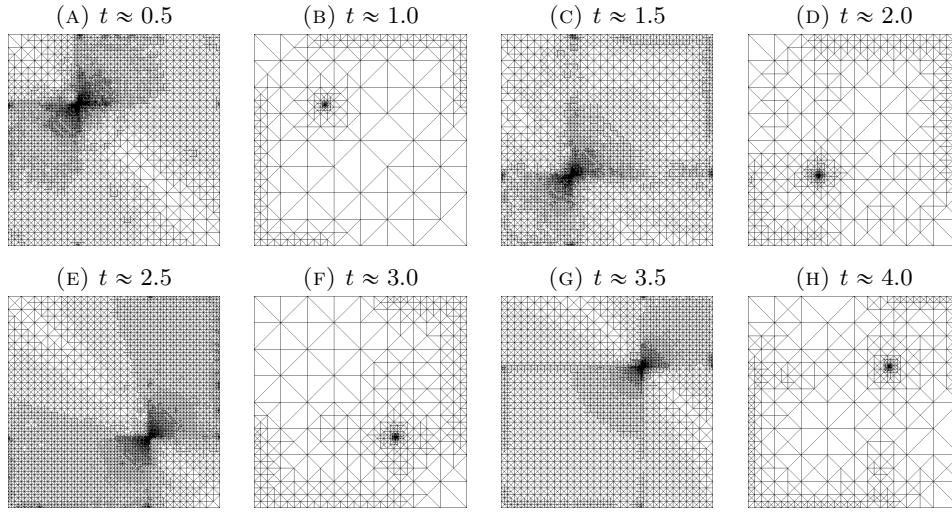 (A) t ≈ 0.5 (B) t ≈ 1.0 (C) t ≈ 1.5 (D) t ≈ 2.0
(E) t ≈ 2.5 (F) t ≈ 3.0 (G) t ≈ 3.5 (H) t ≈ 4.0